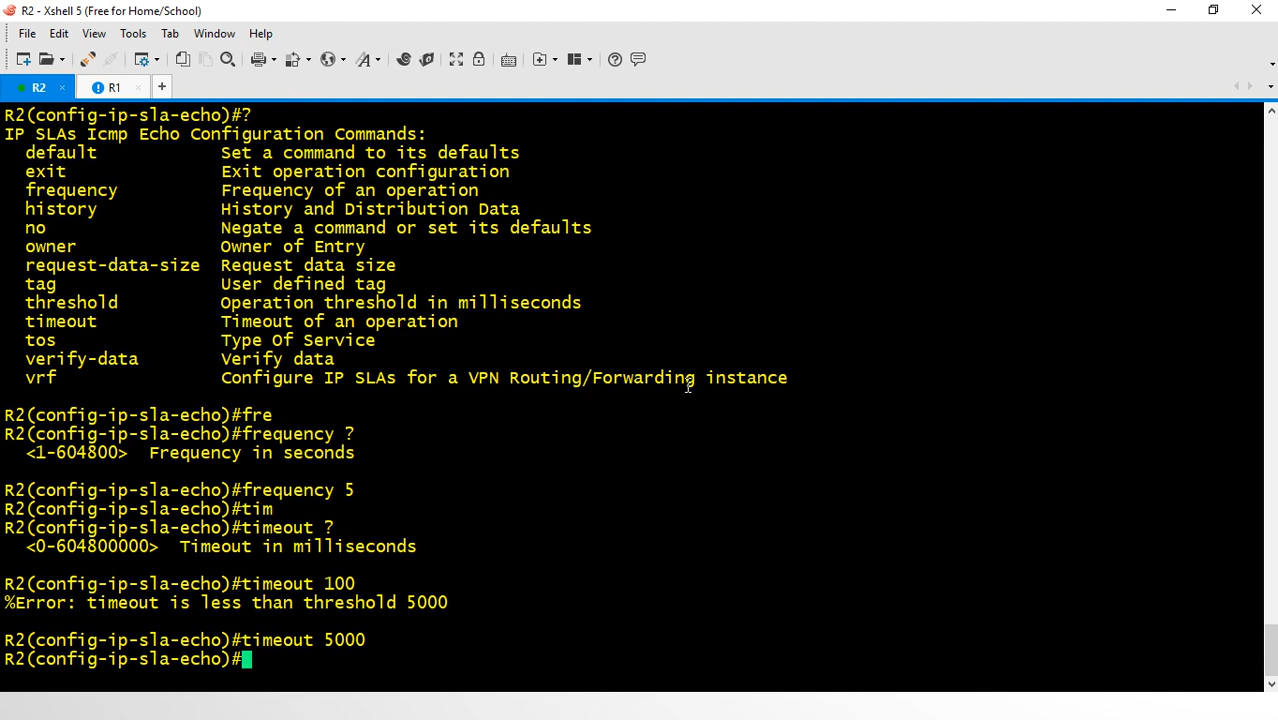 R2 - Xshell 5 (Free for Home/School)
File Edit View Tools Tab Window Help
R2 × R1 × +
R2(config-ip-sla-echo)#?
IP SLAs Icmp Echo Configuration Commands:
  default            Set a command to its defaults
  exit               Exit operation configuration
  frequency          Frequency of an operation
  history            History and Distribution Data
  no                 Negate a command or set its defaults
  owner              Owner of Entry
  request-data-size  Request data size
  tag                User defined tag
  threshold          Operation threshold in milliseconds
  timeout            Timeout of an operation
  tos                Type Of Service
  verify-data        Verify data
  vrf                Configure IP SLAs for a VPN Routing/Forwarding instance

R2(config-ip-sla-echo)#fre
R2(config-ip-sla-echo)#frequency ?
  <1-604800>  Frequency in seconds

R2(config-ip-sla-echo)#frequency 5
R2(config-ip-sla-echo)#tim
R2(config-ip-sla-echo)#timeout ?
  <0-604800000>  Timeout in milliseconds

R2(config-ip-sla-echo)#timeout 100
%Error: timeout is less than threshold 5000

R2(config-ip-sla-echo)#timeout 5000
R2(config-ip-sla-echo)#